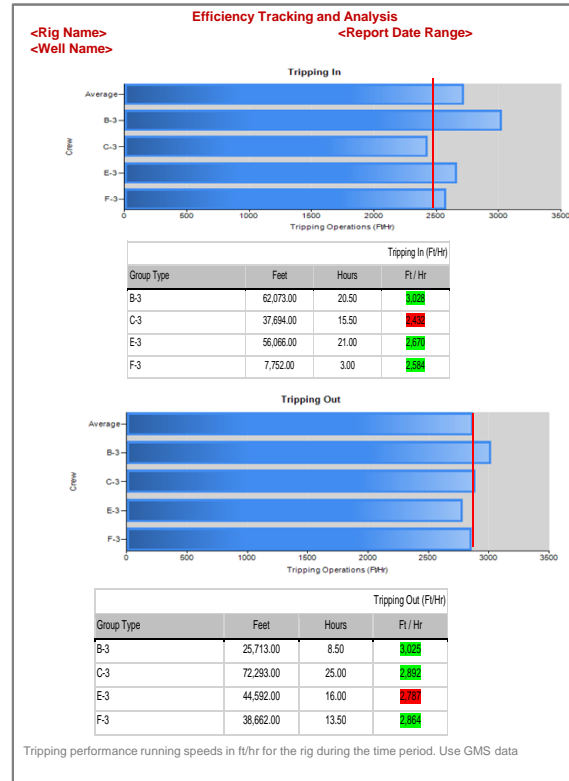 Efficiency Tracking and Analysis
<Rig Name> <Report Date Range>
<Well Name>
Tripping In
Average
B-3
C-3
E-3
F-3
Crew
0 500 1000 1500 2000 2500 3000 3500
Tripping Operations (Ft/Hr)
Tripping In (Ft/Hr)
Group Type Feet Hours Ft / Hr
B-3 62,073.00 20.50 3,028
C-3 37,694.00 15.50 2,432
E-3 56,066.00 21.00 2,670
F-3 7,752.00 3.00 2,584
Tripping Out
Average
B-3
C-3
E-3
F-3
Crew
0 500 1000 1500 2000 2500 3000 3500
Tripping Operations (Ft/Hr)
Tripping Out (Ft/Hr)
Group Type Feet Hours Ft / Hr
B-3 25,713.00 8.50 3,025
C-3 72,293.00 25.00 2,892
E-3 44,592.00 16.00 2,787
F-3 38,662.00 13.50 2,864
Tripping performance running speeds in ft/hr for the rig during the time period. Use GMS data